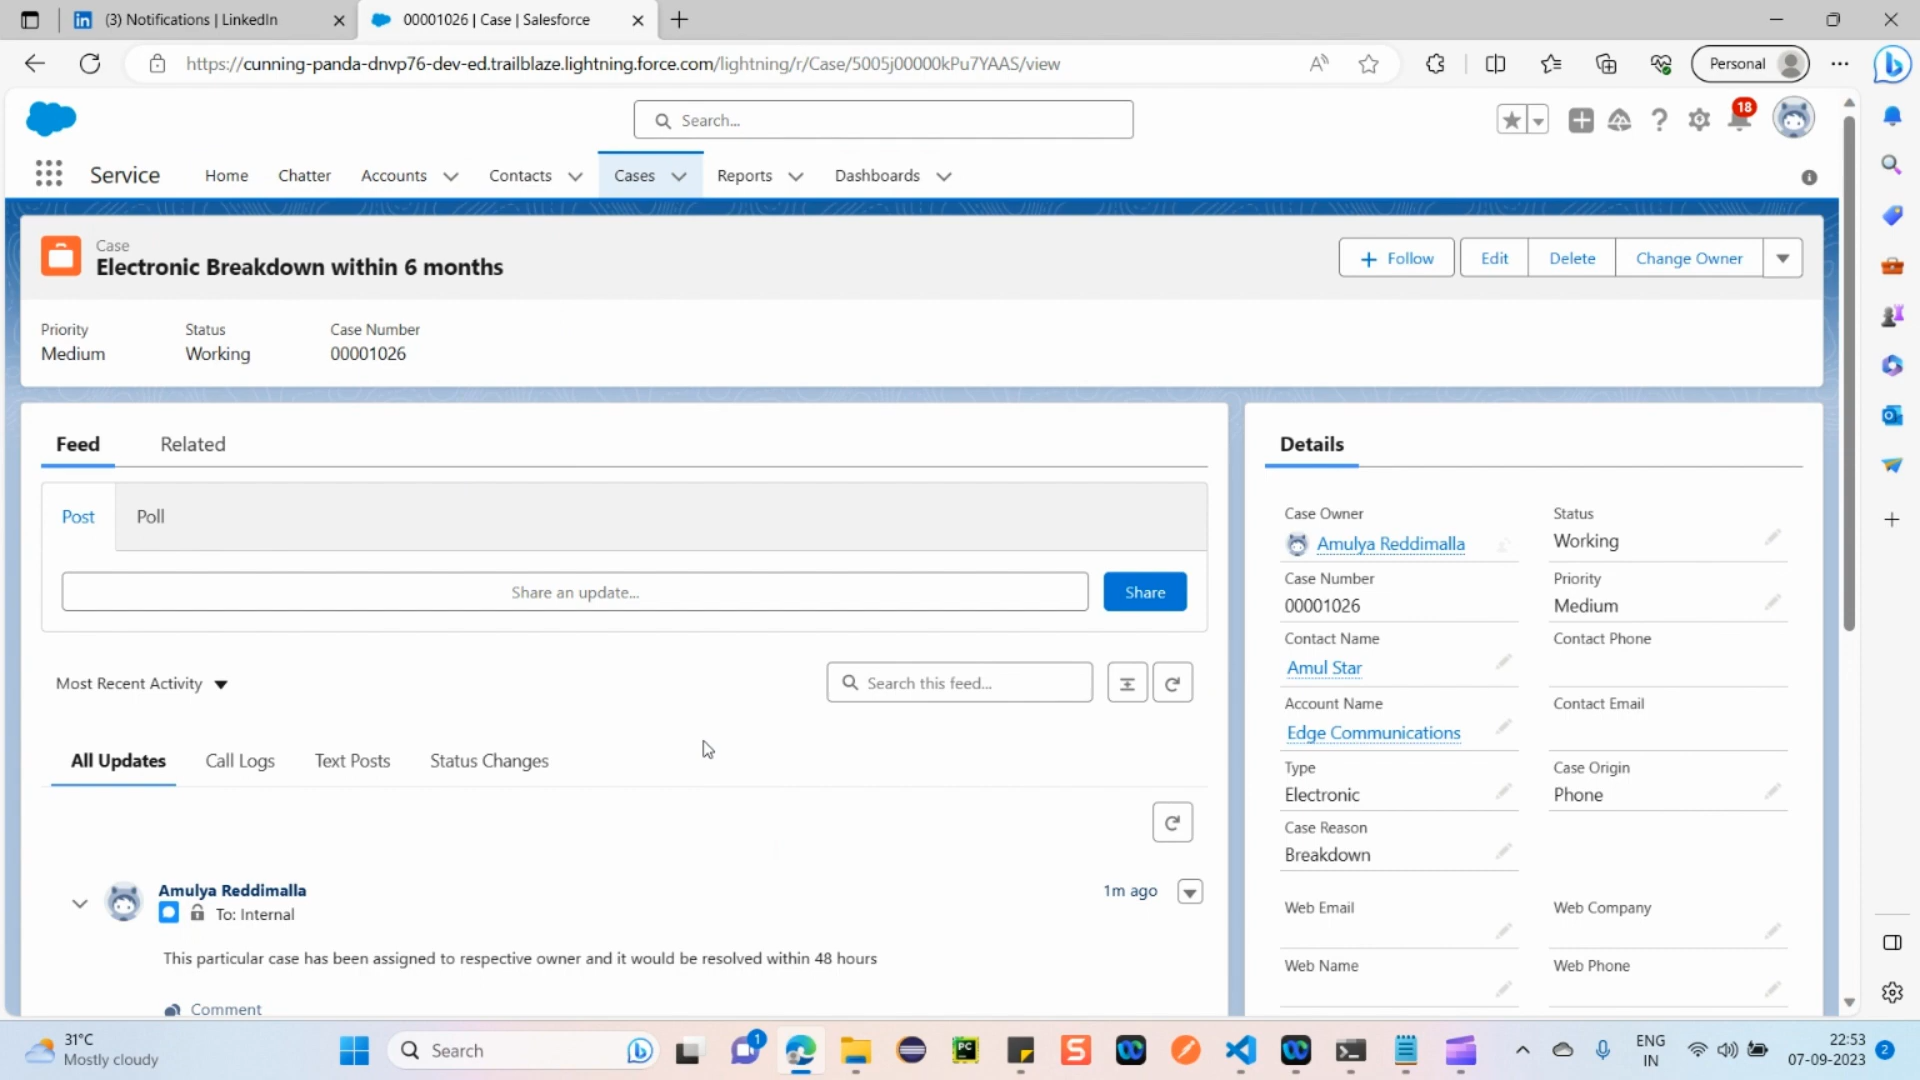 (3) Notifications | LinkedIn
00001026 | Case | Salesforce
https://cunning-panda-dnvp76-dev-ed.trailblaze.lightning.force.com/lightning/r/Case/5005j00000kPu7YAAS/view
Personal
Search...
18
Service
Home
Chatter
Accounts
Contacts
Cases
Reports
Dashboards
Case
Electronic Breakdown within 6 months
Follow
Edit
Delete
Change Owner
Priority
Status
Case Number
Medium
Working
00001026
Feed
Related
Post
Poll
Share an update...
Share
Most Recent Activity
Search this feed...
All Updates
Call Logs
Text Posts
Status Changes
Amulya Reddimalla
1m ago
To: Internal
This particular case has been assigned to respective owner and it would be resolved within 48 hours
Comment
Details
Case Owner
Amulya Reddimalla
Status
Working
Case Number
00001026
Priority
Medium
Contact Name
Amul Star
Contact Phone
Account Name
Edge Communications
Contact Email
Type
Electronic
Case Origin
Phone
Case Reason
Breakdown
Web Email
Web Company
Web Name
Web Phone
31°C
Mostly cloudy
Search
1
PC
S
ENG
IN
22:53
07-09-2023
2